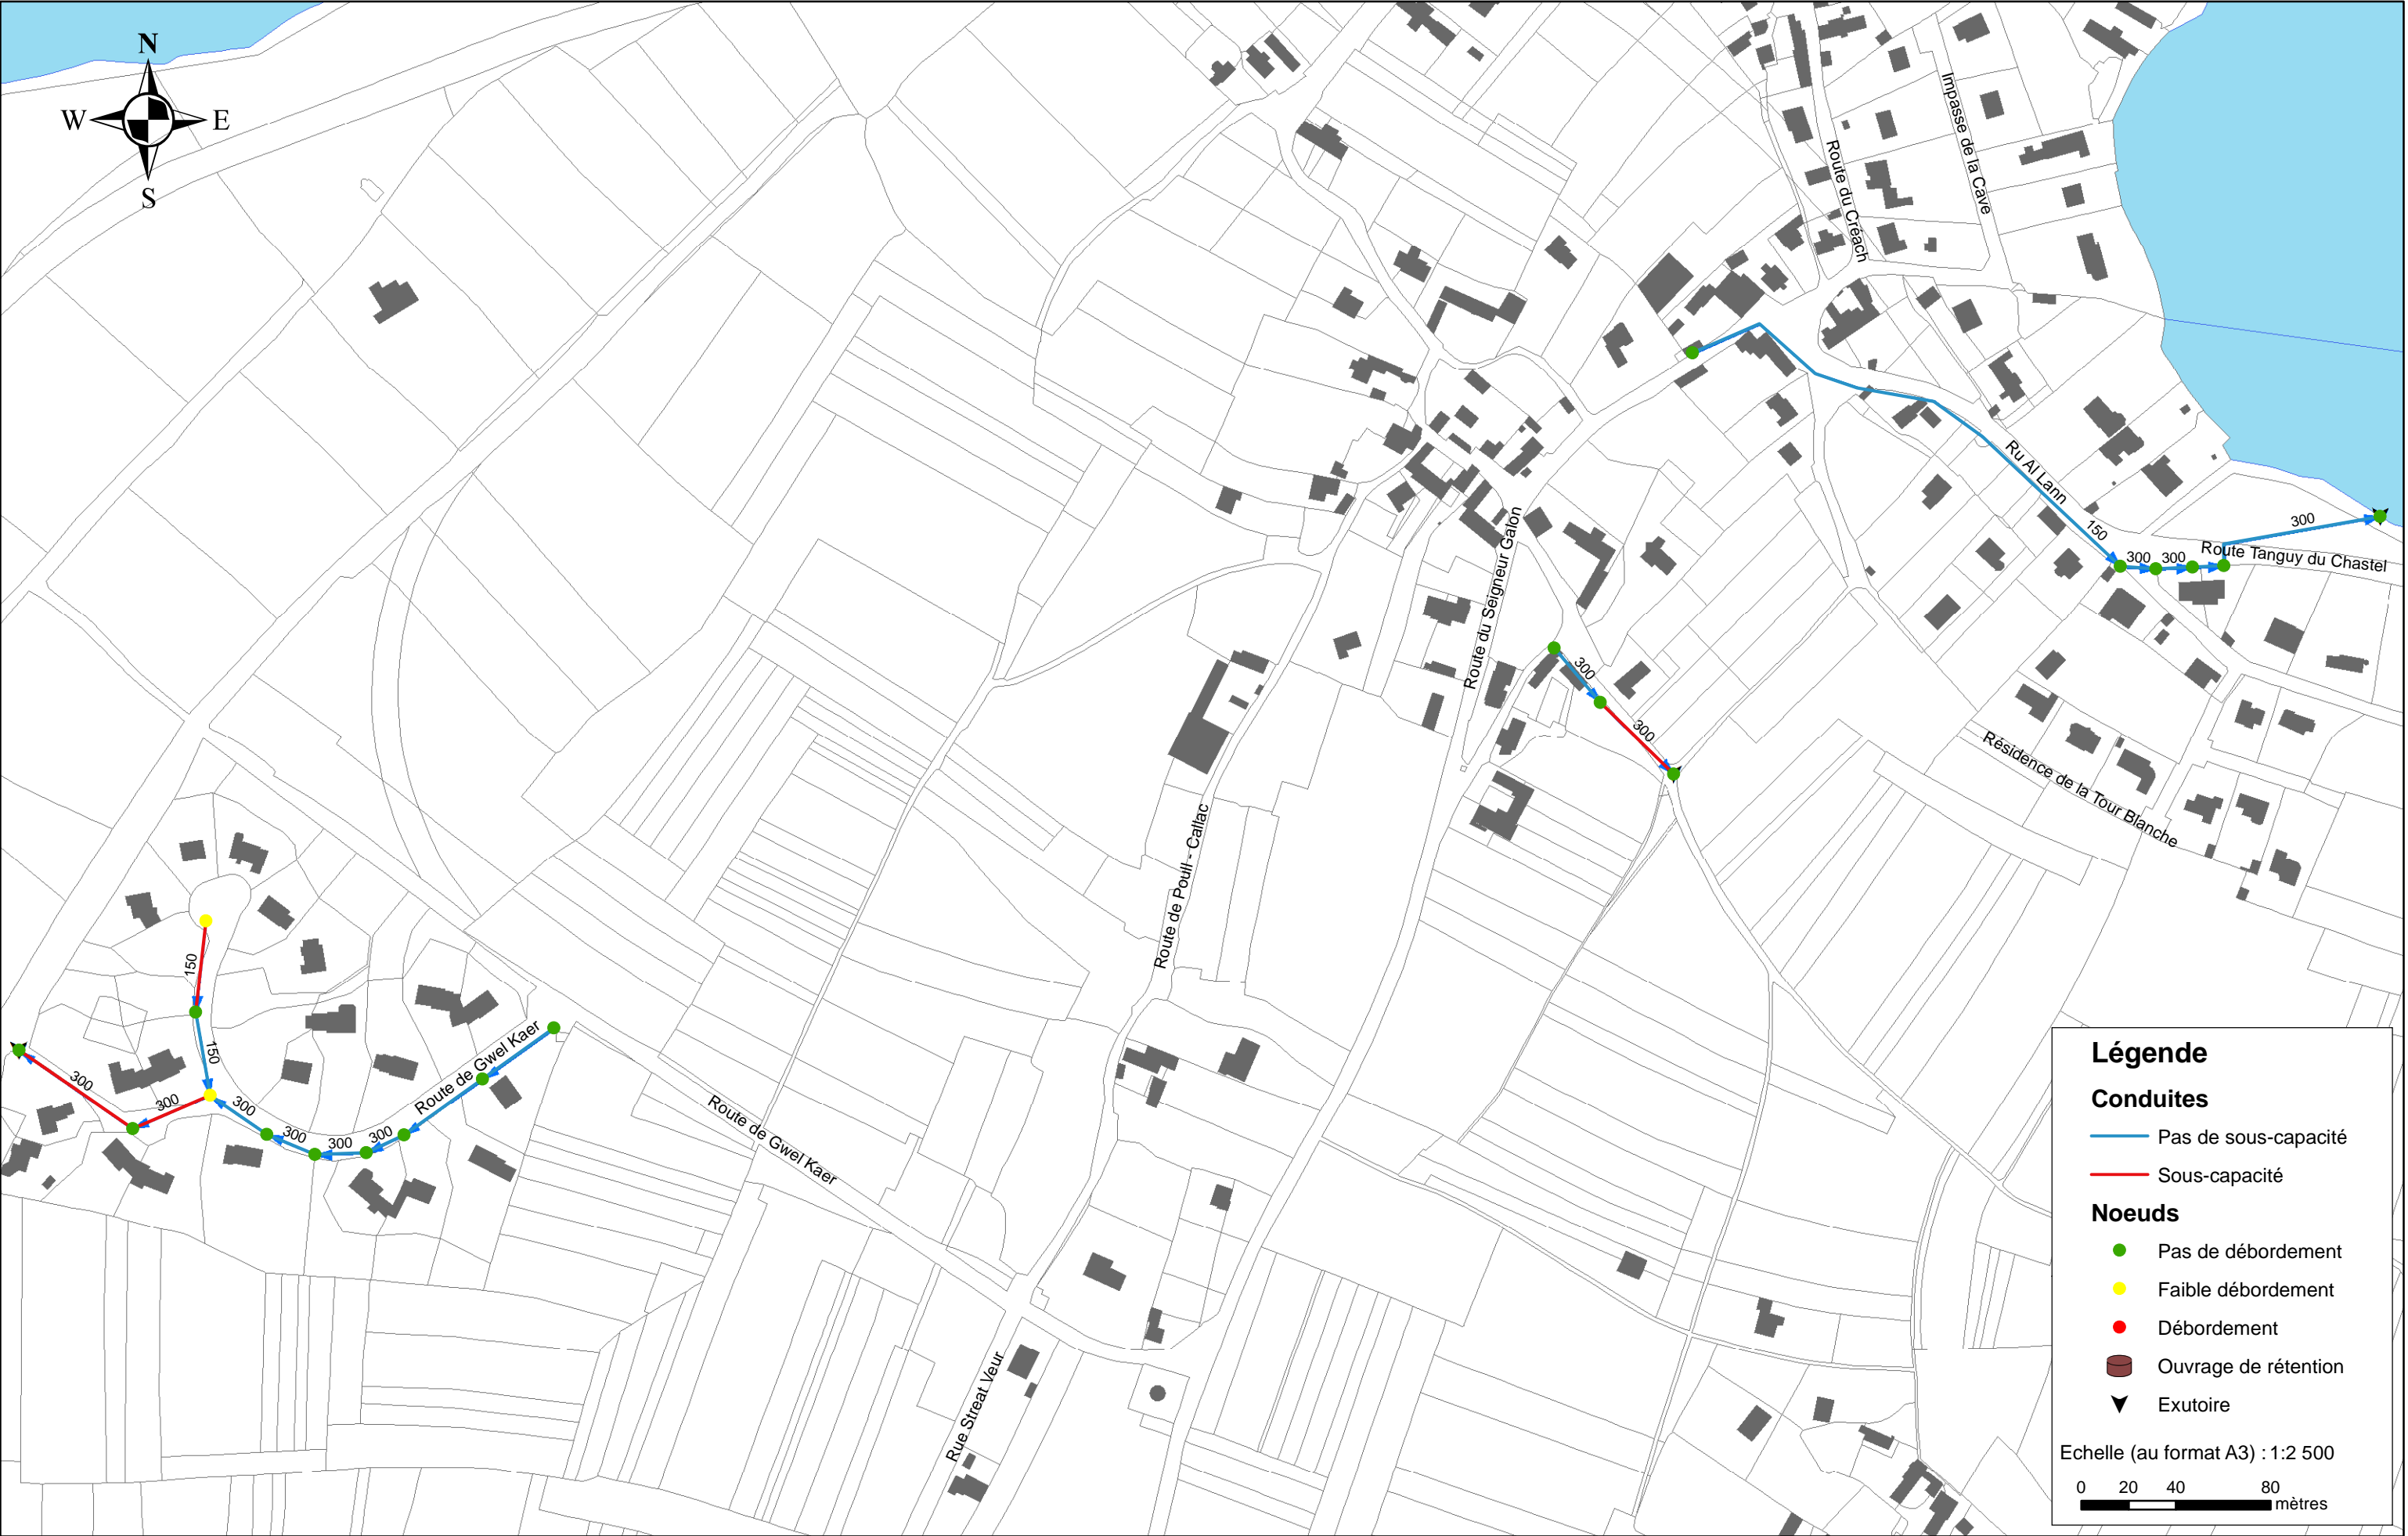 N
W
E
S
Impasse de la Cave
Route du Créach
Ru Al Lann
150
300
300
300
Route Tanguy du Chastel
Route du Seigneur Galon
300
300
Résidence de la Tour Blanche
Route de Poull - Callac
150
150
300
300
300
300
300
300
Route de Gwel Kaer
Route de Gwel Kaer
Rue Streat Veur
Légende
Conduites
Pas de sous-capacité
Sous-capacité
Noeuds
Pas de débordement
Faible débordement
Débordement
Ouvrage de rétention
Exutoire
Echelle (au format A3) : 1:2 500
0 20 40 80
mètres